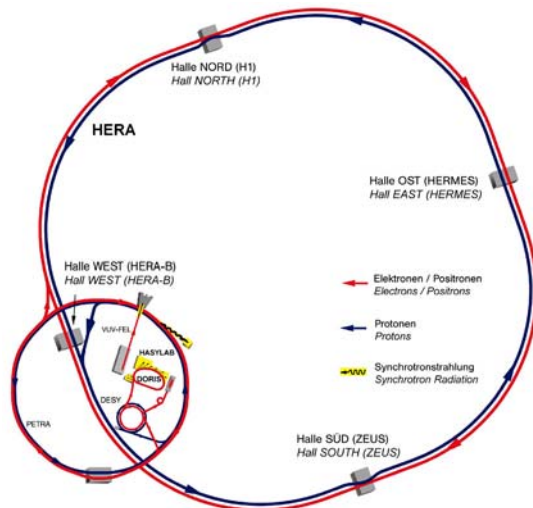 Halle NORD (H1)
Hall NORTH (H1)
HERA
Halle OST (HERMES)
Hall EAST (HERMES)
Halle WEST (HERA-B)
Hall WEST (HERA-B)
Elektronen / Positronen
Electrons / Positrons
Protonen
Protons
Synchrotronstrahlung
Synchrotron Radiation
VUV-FEL
HASYLAB
DORIS
DESY
PETRA
Halle SÜD (ZEUS)
Hall SOUTH (ZEUS)